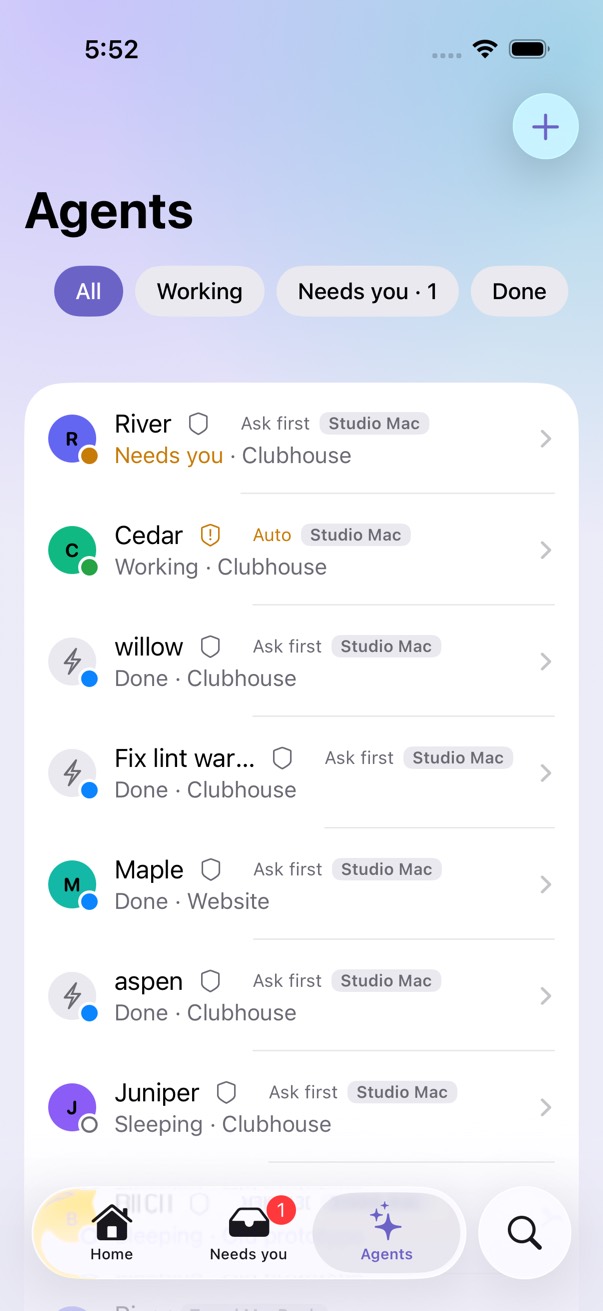 5:52
Agents
All Working Needs you · 1 Done
R River Ask first Studio Mac
Needs you · Clubhouse
C Cedar Auto Studio Mac
Working · Clubhouse
willow Ask first Studio Mac
Done · Clubhouse
Fix lint war... Ask first Studio Mac
Done · Clubhouse
M Maple Ask first Studio Mac
Done · Website
aspen Ask first Studio Mac
Done · Clubhouse
J Juniper Ask first Studio Mac
Sleeping · Clubhouse
1
Home Needs you Agents